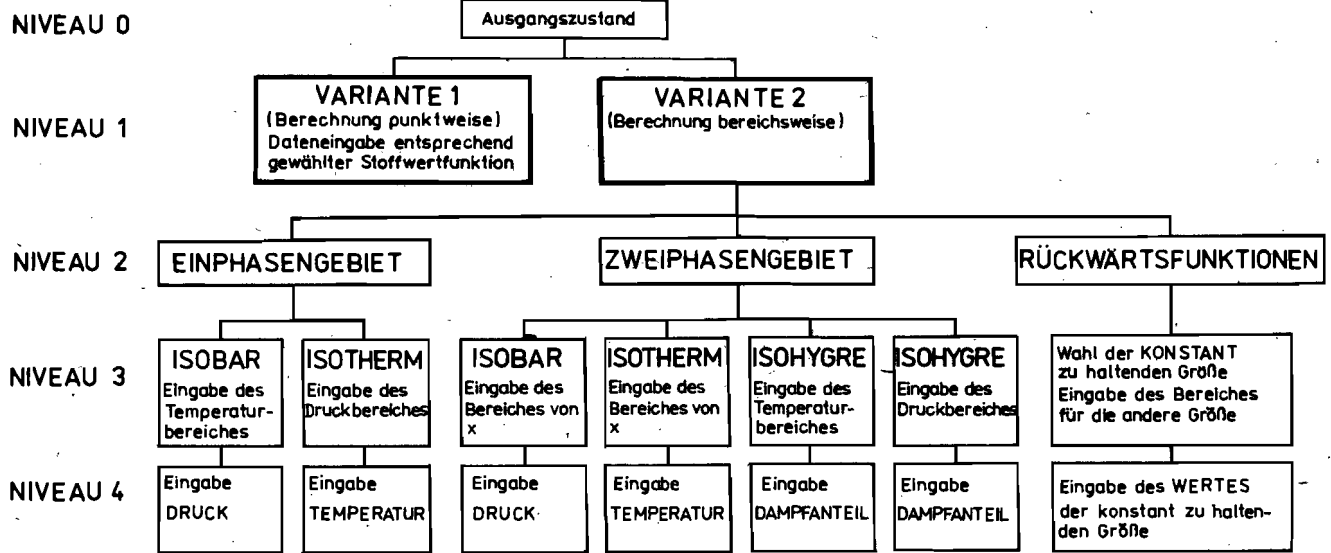 NIVEAU 0
Ausgangszustand
NIVEAU 1
VARIANTE 1
(Berechnung punktweise)
Dateneingabe entsprechend
gewählter Stoffwertfunktion
VARIANTE 2
(Berechnung bereichsweise)
NIVEAU 2
EINPHASENGEBIET
ZWEIPHASENGEBIET
RÜCKWÄRTSFUNKTIONEN
NIVEAU 3
ISOBAR
Eingabe des
Temperatur-
bereiches
ISOTHERM
Eingabe des
Druckbereiches
ISOBAR
Eingabe des
Bereiches von
x
ISOTHERM
Eingabe des
Bereiches von
x
ISOHYGRE
Eingabe des
Temperatur-
bereiches
ISOHYGRE
Eingabe des
Druckbereiches
Wahl der KONSTANT
zu haltenden Größe
Eingabe des Bereiches
für die andere Größe
NIVEAU 4
Eingabe
DRUCK
Eingabe
TEMPERATUR
Eingabe
DRUCK
Eingabe
TEMPERATUR
Eingabe
DAMPFANTEIL
Eingabe
DAMPFANTEIL
Eingabe des WERTES
der konstant zu halten-
den Größe